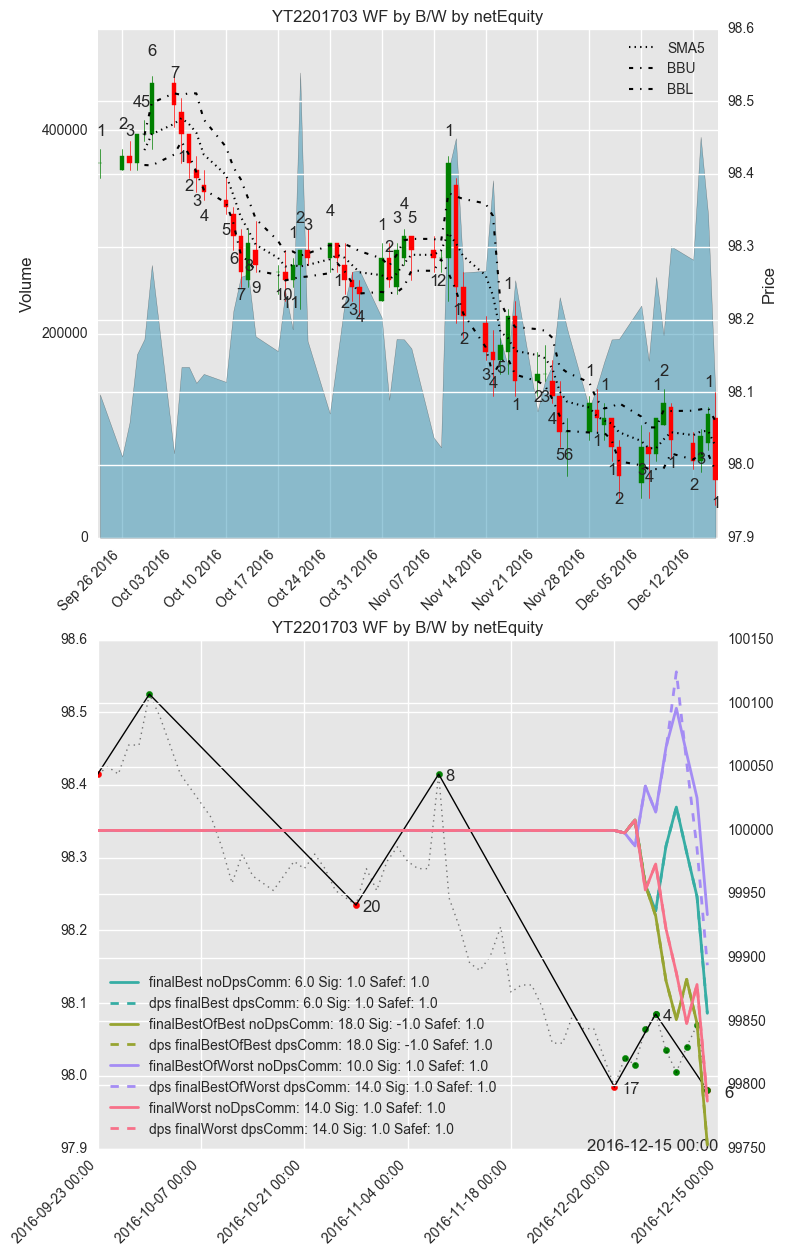 YT2201703 WF by B/W by netEquity
98.6
SMA5
BBU
BBL
98.5
400000
98.4
98.3
Volume
Price
200000
98.2
98.1
98.0
0
97.9
Sep 26 2016
Oct 03 2016
Oct 10 2016
Oct 17 2016
Oct 24 2016
Oct 31 2016
Nov 07 2016
Nov 14 2016
Nov 21 2016
Nov 28 2016
Dec 05 2016
Dec 12 2016
YT2201703 WF by B/W by netEquity
98.6
100150
98.5
100100
100050
98.4
8
100000
98.3
99950
20
98.2
99900
98.1
99850
4
98.0
99800
17
6
97.9
99750
finalBest noDpsComm: 6.0 Sig: 1.0 Safef: 1.0
dps finalBest dpsComm: 6.0 Sig: 1.0 Safef: 1.0
finalBestOfBest noDpsComm: 18.0 Sig: -1.0 Safef: 1.0
dps finalBestOfBest dpsComm: 18.0 Sig: -1.0 Safef: 1.0
finalBestOfWorst noDpsComm: 10.0 Sig: 1.0 Safef: 1.0
dps finalBestOfWorst dpsComm: 14.0 Sig: 1.0 Safef: 1.0
finalWorst noDpsComm: 14.0 Sig: 1.0 Safef: 1.0
dps finalWorst dpsComm: 14.0 Sig: 1.0 Safef: 1.0
2016-12-15 00:00
2016-09-23 00:00
2016-10-07 00:00
2016-10-21 00:00
2016-11-04 00:00
2016-11-18 00:00
2016-12-02 00:00
2016-12-15 00:00